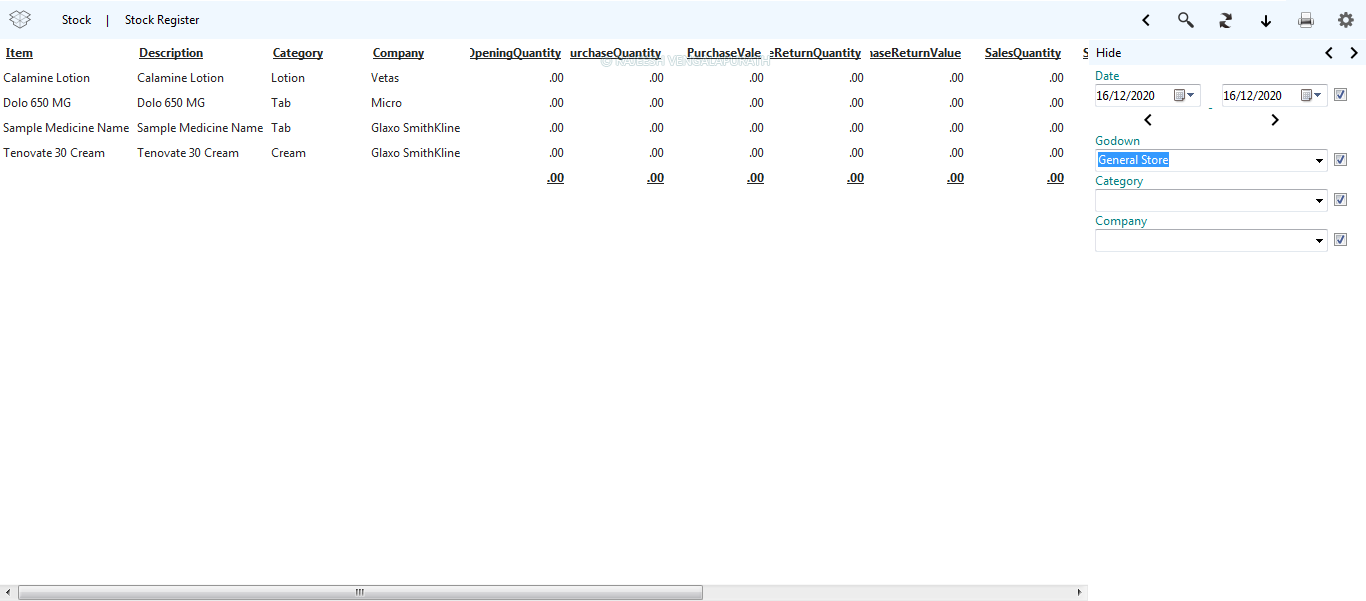 Stock | Stock Register
Item Description Category Company OpeningQuantity urchaseQuantity PurchaseVale eReturnQuantity haseReturnValue SalesQuantity S
Calamine Lotion Calamine Lotion Lotion Vetas .00 .00 .00 .00 .00 .00
Dolo 650 MG Dolo 650 MG Tab Micro .00 .00 .00 .00 .00 .00
Sample Medicine Name Sample Medicine Name Tab Glaxo SmithKline .00 .00 .00 .00 .00 .00
Tenovate 30 Cream Tenovate 30 Cream Cream Glaxo SmithKline .00 .00 .00 .00 .00 .00
.00 .00 .00 .00 .00 .00
Hide
Date
16/12/2020 - 16/12/2020
Godown
General Store
Category
Company